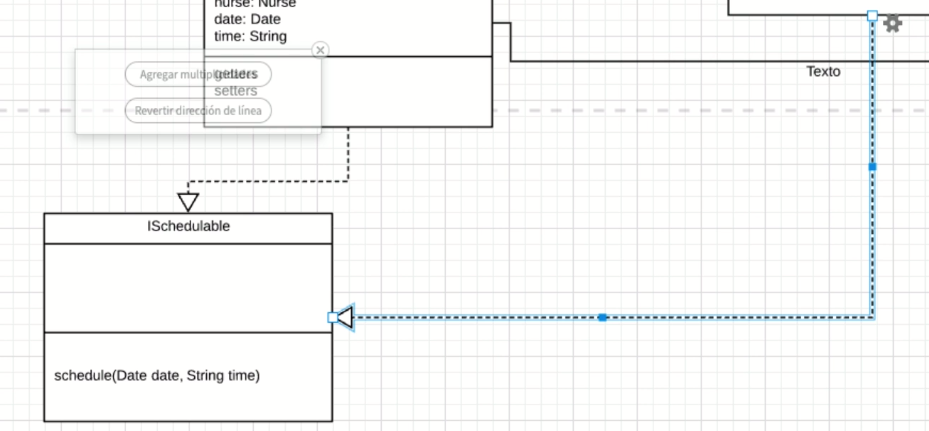 nurse: Nurse
date: Date
time: String
Agregar multiplicidades
getters
Revertir dirección de línea
setters
Texto
ISchedulable
schedule(Date date, String time)